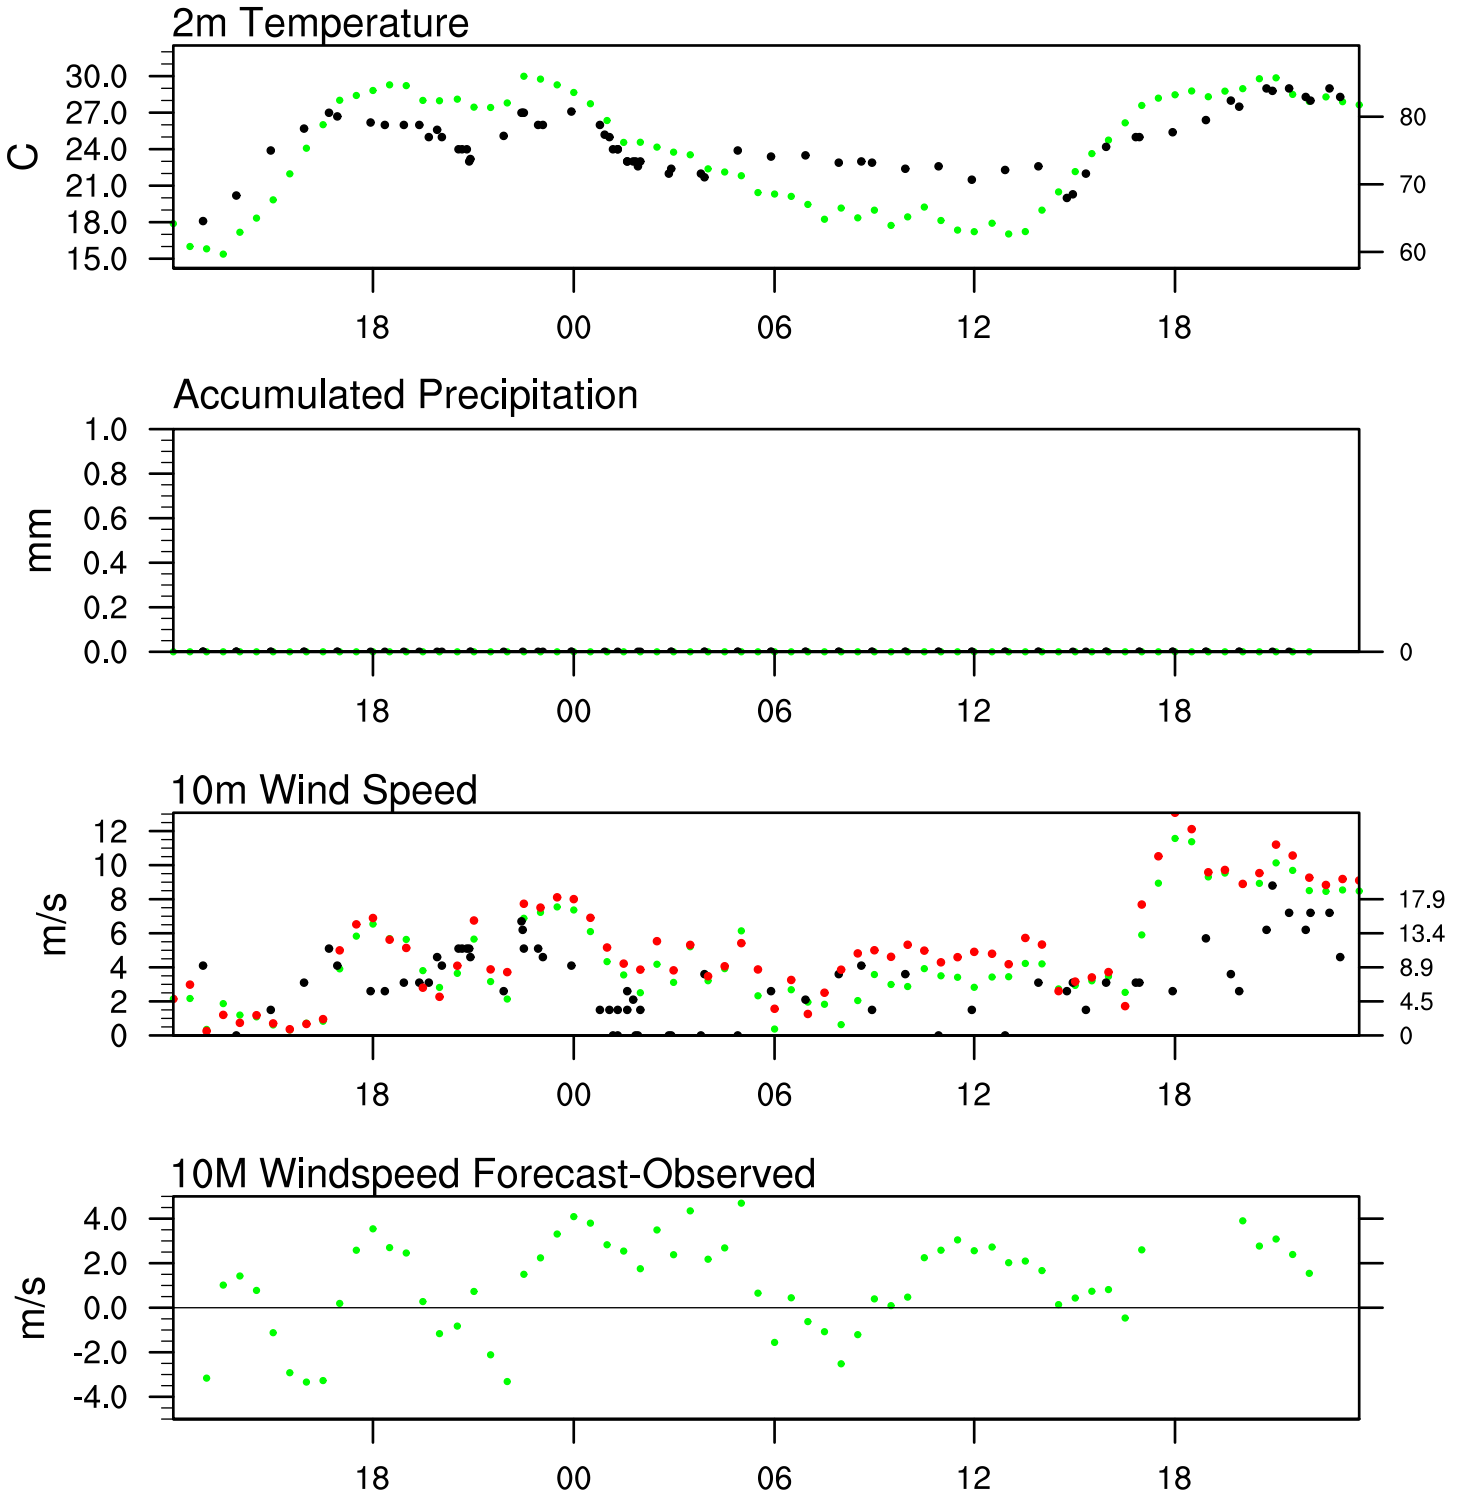 2m Temperature
30.0
27.0
24.0
21.0
18.0
15.0
C
80
70
60
18 00 06 12 18
Accumulated Precipitation
1.0
0.8
0.6
0.4
0.2
0.0
mm
0
18 00 06 12 18
10m Wind Speed
12
10
8
6
4
2
0
m/s
17.9
13.4
8.9
4.5
0
18 00 06 12 18
10M Windspeed Forecast-Observed
4.0
2.0
0.0
-2.0
-4.0
m/s
18 00 06 12 18